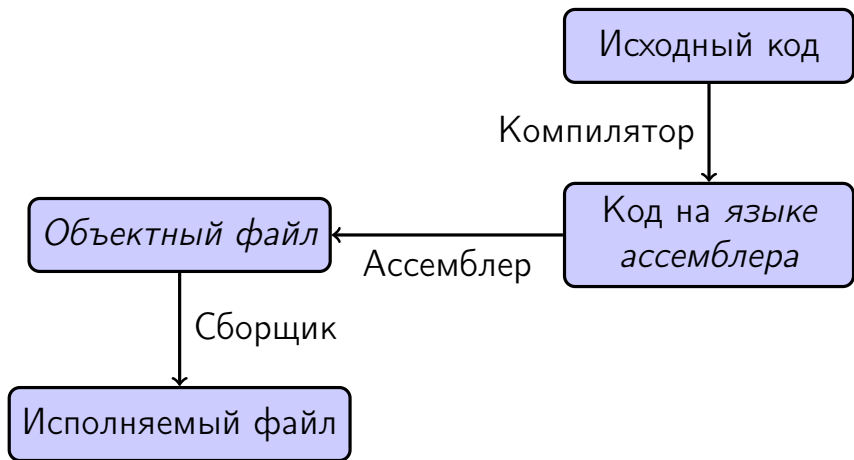 Исходный код
Компилятор
Код на языке
ассемблера
Ассемблер
Объектный файл
Сборщик
Исполняемый файл